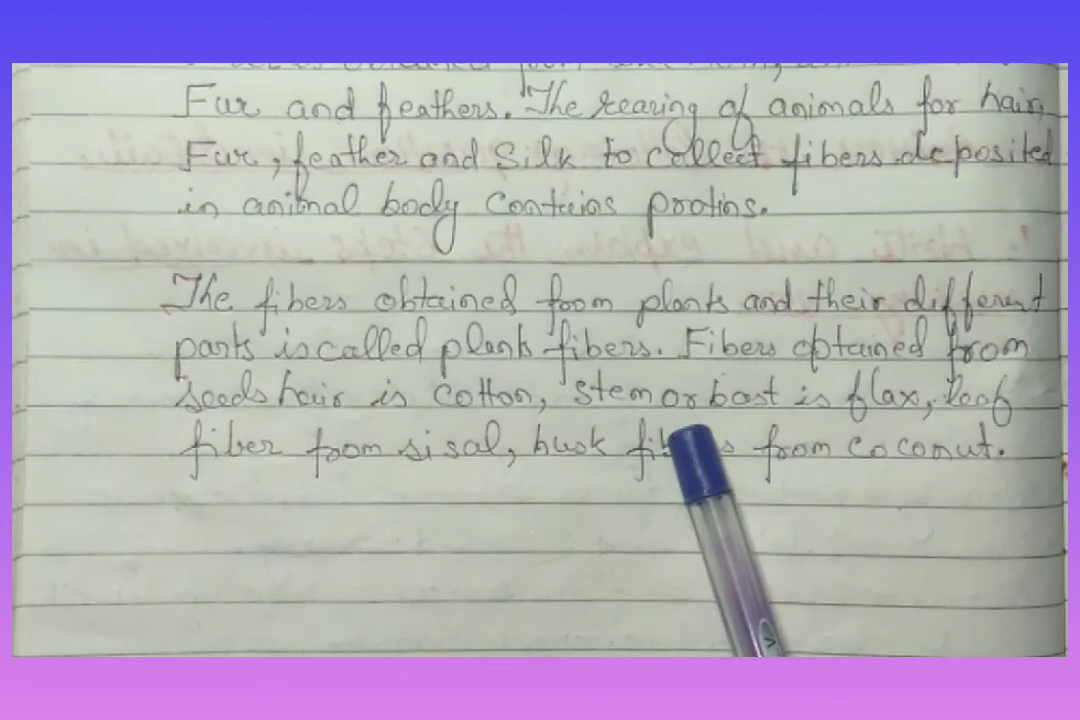 Fur and feathers. The rearing of animals for hair,
Fur, feather and Silk to collect fibers deposited
in animal body contains protins.
The fibers obtained from plants and their different
parts is called plants fibers. Fibers obtained from
seeds hair is cotton, stem or bast is flax, leaf
fiber from sisal, husk from coconut.